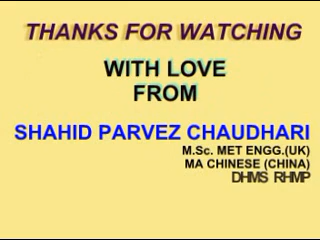 THANKS FOR WATCHING
WITH LOVE
FROM
SHAHID PARVEZ CHAUDHARI
M.Sc. MET ENGG.(UK)
MA CHINESE (CHINA)
DHMS RHMP